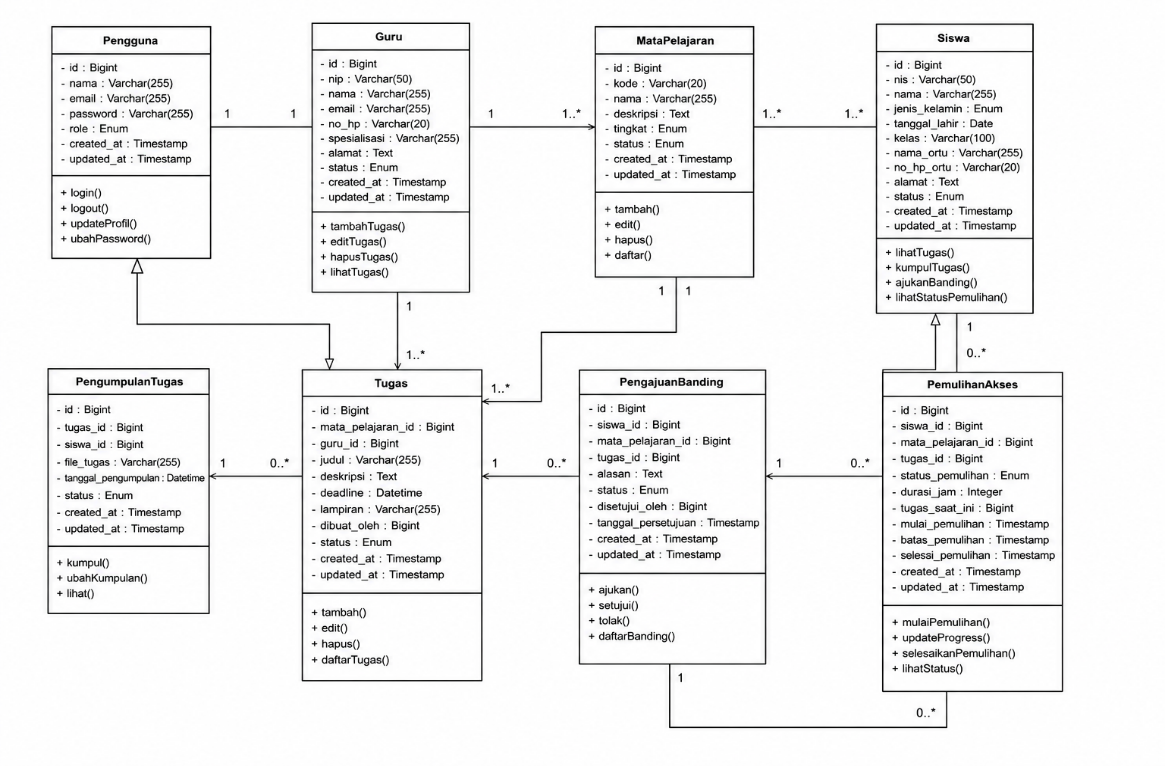 Pengguna
- id : Bigint
- nama : Varchar(255)
- email : Varchar(255)
- password : Varchar(255)
- role : Enum
- created_at : Timestamp
- updated_at : Timestamp
+ login()
+ logout()
+ updateProfil()
+ ubahPassword()
1
1
Guru
- id : Bigint
- nip : Varchar(50)
- nama : Varchar(255)
- email : Varchar(255)
- no_hp : Varchar(20)
- spesialisasi : Varchar(255)
- alamat : Text
- status : Enum
- created_at : Timestamp
- updated_at : Timestamp
+ tambahTugas()
+ editTugas()
+ hapusTugas()
+ lihatTugas()
1
1..*
MataPelajaran
- id : Bigint
- kode : Varchar(20)
- nama : Varchar(255)
- deskripsi : Text
- tingkat : Enum
- status : Enum
- created_at : Timestamp
- updated_at : Timestamp
+ tambah()
+ edit()
+ hapus()
+ daftar()
1..*
1..*
Siswa
- id : Bigint
- nis : Varchar(50)
- nama : Varchar(255)
- jenis_kelamin : Enum
- tanggal_lahir : Date
- kelas : Varchar(100)
- nama_ortu : Varchar(255)
- no_hp_ortu : Varchar(20)
- alamat : Text
- status : Enum
- created_at : Timestamp
- updated_at : Timestamp
+ lihatTugas()
+ kumpulTugas()
+ ajukanBanding()
+ lihatStatusPemulihan()
1
1..*
1
1
1..*
1
0..*
PengumpulanTugas
- id : Bigint
- tugas_id : Bigint
- siswa_id : Bigint
- file_tugas : Varchar(255)
- tanggal_pengumpulan : Datetime
- status : Enum
- created_at : Timestamp
- updated_at : Timestamp
+ kumpul()
+ ubahKumpulan()
+ lihat()
1
0..*
Tugas
- id : Bigint
- mata_pelajaran_id : Bigint
- guru_id : Bigint
- judul : Varchar(255)
- deskripsi : Text
- deadline : Datetime
- lampiran : Varchar(255)
- dibuat_oleh : Bigint
- status : Enum
- created_at : Timestamp
- updated_at : Timestamp
+ tambah()
+ edit()
+ hapus()
+ daftarTugas()
1
0..*
PengajuanBanding
- id : Bigint
- siswa_id : Bigint
- mata_pelajaran_id : Bigint
- tugas_id : Bigint
- alasan : Text
- status : Enum
- disetujui_oleh : Bigint
- tanggal_persetujuan : Timestamp
- created_at : Timestamp
- updated_at : Timestamp
+ ajukan()
+ setujui()
+ tolak()
+ daftarBanding()
1
0..*
PemulihanAkses
- id : Bigint
- siswa_id : Bigint
- mata_pelajaran_id : Bigint
- tugas_id : Bigint
- status_pemulihan : Enum
- durasi_jam : Integer
- tugas_saat_ini : Bigint
- mulai_pemulihan : Timestamp
- batas_pemulihan : Timestamp
- selessi_pemulihan : Timestamp
- created_at : Timestamp
- updated_at : Timestamp
+ mulaiPemulihan()
+ updateProgress()
+ selesaikanPemulihan()
+ lihatStatus()
1
0..*